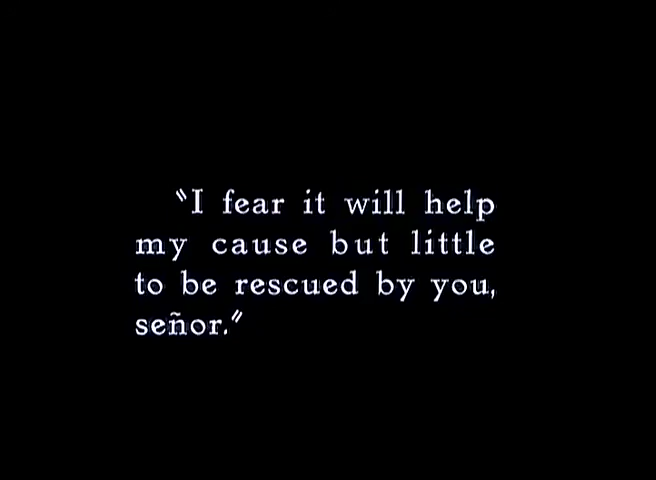 "I fear it will help
my cause but little
to be rescued by you,
señor."